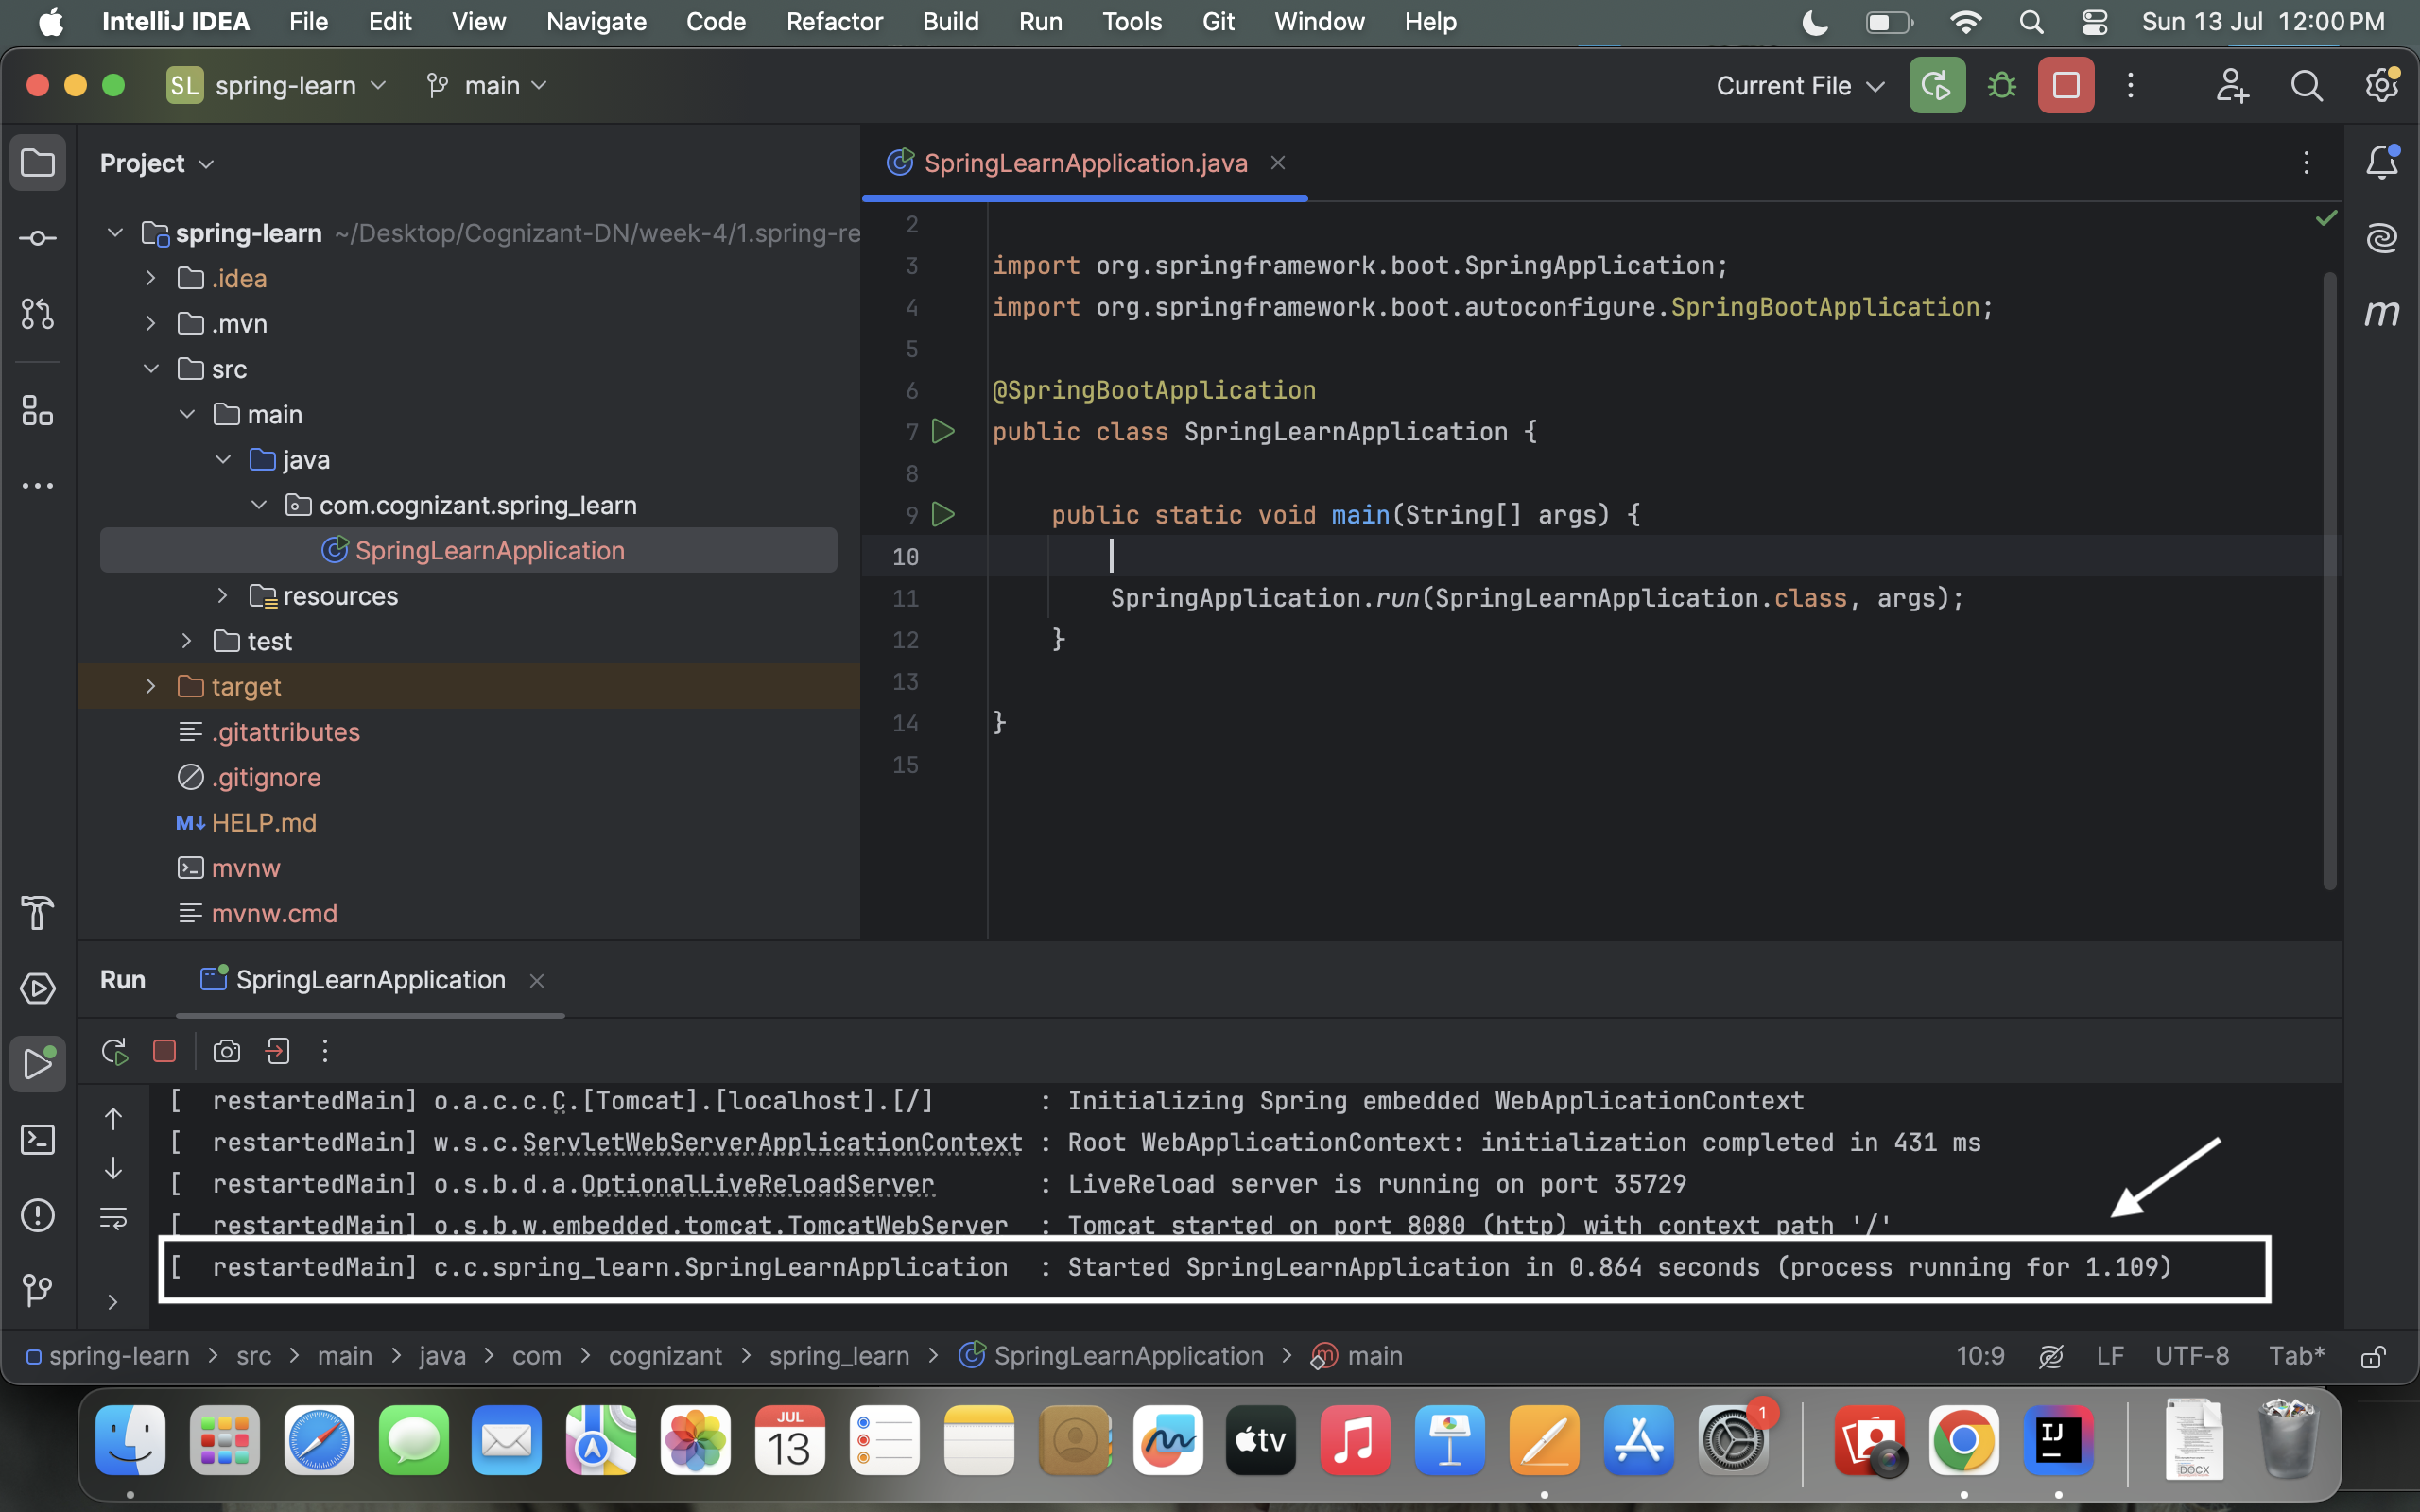 IntelliJ IDEA File Edit View Navigate Code Refactor Build Run Tools Git Window Help Sun 13 Jul 12:00 PM
SL spring-learn main Current File
Project
spring-learn ~/Desktop/Cognizant-DN/week-4/1.spring-re
.idea
.mvn
src
main
java
com.cognizant.spring_learn
SpringLearnApplication
resources
test
target
.gitattributes
.gitignore
M↓ HELP.md
mvnw
mvnw.cmd
SpringLearnApplication.java
2
3 import org.springframework.boot.SpringApplication;
4 import org.springframework.boot.autoconfigure.SpringBootApplication;
5
6 @SpringBootApplication
7 public class SpringLearnApplication {
8
9 public static void main(String[] args) {
10
11 SpringApplication.run(SpringLearnApplication.class, args);
12 }
13
14 }
15
m
Run SpringLearnApplication
[ restartedMain] o.a.c.c.C.[Tomcat].[localhost].[/] : Initializing Spring embedded WebApplicationContext
[ restartedMain] w.s.c.ServletWebServerApplicationContext : Root WebApplicationContext: initialization completed in 431 ms
[ restartedMain] o.s.b.d.a.OptionalLiveReloadServer : LiveReload server is running on port 35729
[ restartedMain] o.s.b.w.embedded.tomcat.TomcatWebServer : Tomcat started on port 8080 (http) with context path '/'
[ restartedMain] c.c.spring_learn.SpringLearnApplication : Started SpringLearnApplication in 0.864 seconds (process running for 1.109)
spring-learn > src > main > java > com > cognizant > spring_learn > SpringLearnApplication > m main 10:9 LF UTF-8 Tab*
JUL
13
tv
1
IJ
DOCX